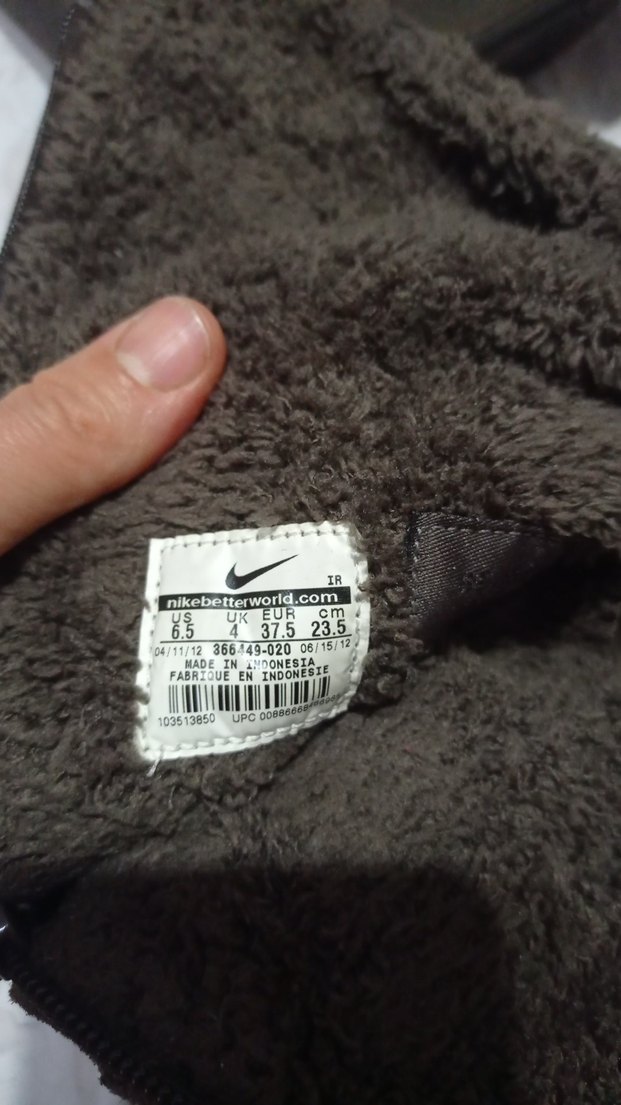 IR
nikebetterworld.com
US UK EUR cm
6.5 4 37.5 23.5
04/11/12 366449-020 06/15/12
MADE IN INDONESIA
FABRIQUE EN INDONESIE
103513850 UPC